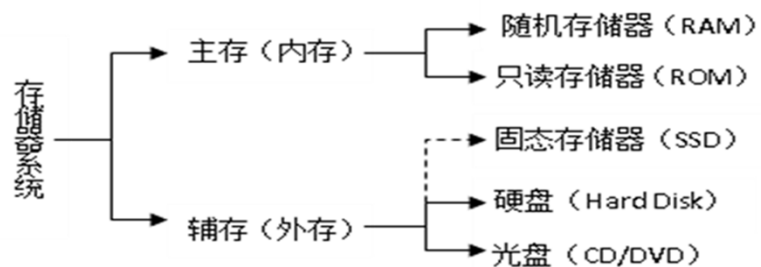 存储器系统
主存（内存）
随机存储器（RAM）
只读存储器（ROM）
辅存（外存）
固态存储器（SSD）
硬盘（Hard Disk）
光盘（CD/DVD）